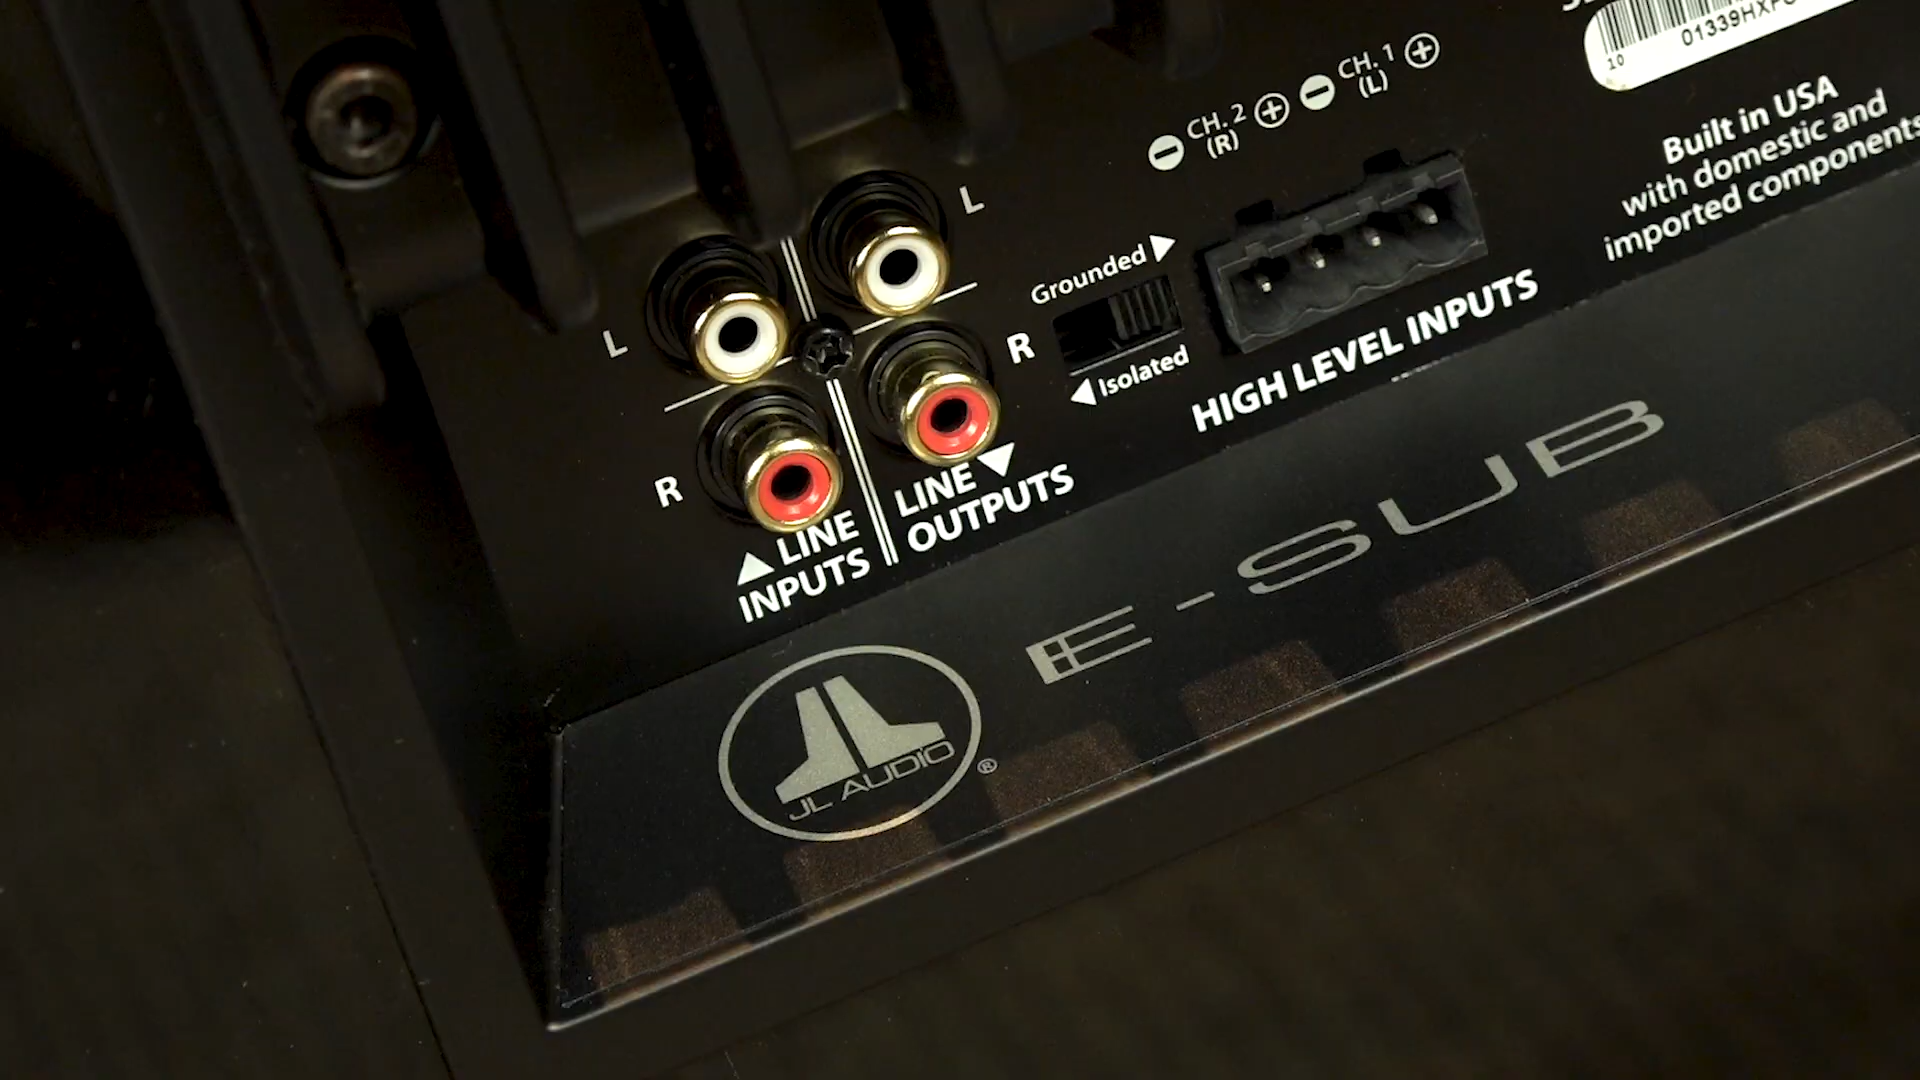 10
Built in USA
with domestic and
imported components
CH. 2
(R)
CH. 1
(L)
L
L
R
R
Grounded
Isolated
HIGH LEVEL INPUTS
LINE
INPUTS
LINE
OUTPUTS
E-SUB
JL AUDIO
®